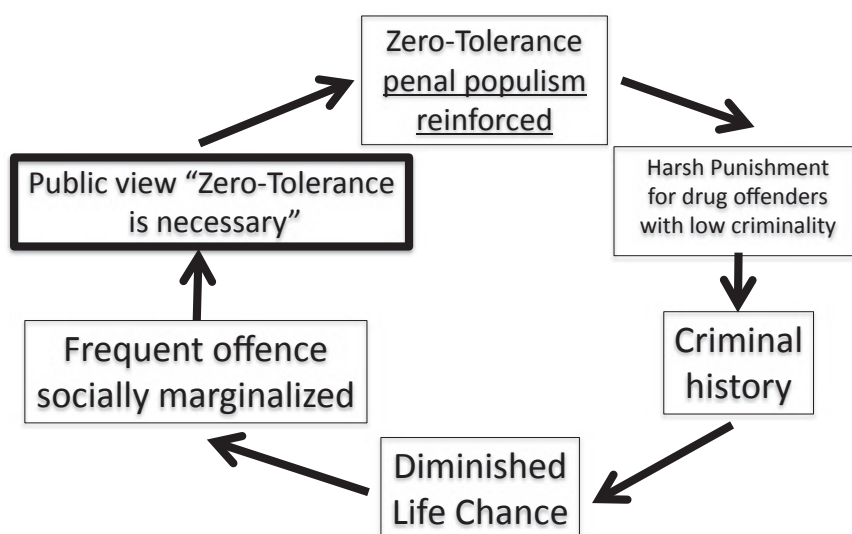 Zero-Tolerance
penal populism
reinforced
Harsh Punishment
for drug offenders
with low criminality
Criminal
history
Diminished
Life Chance
Frequent offence
socially marginalized
Public view “Zero-Tolerance
is necessary”